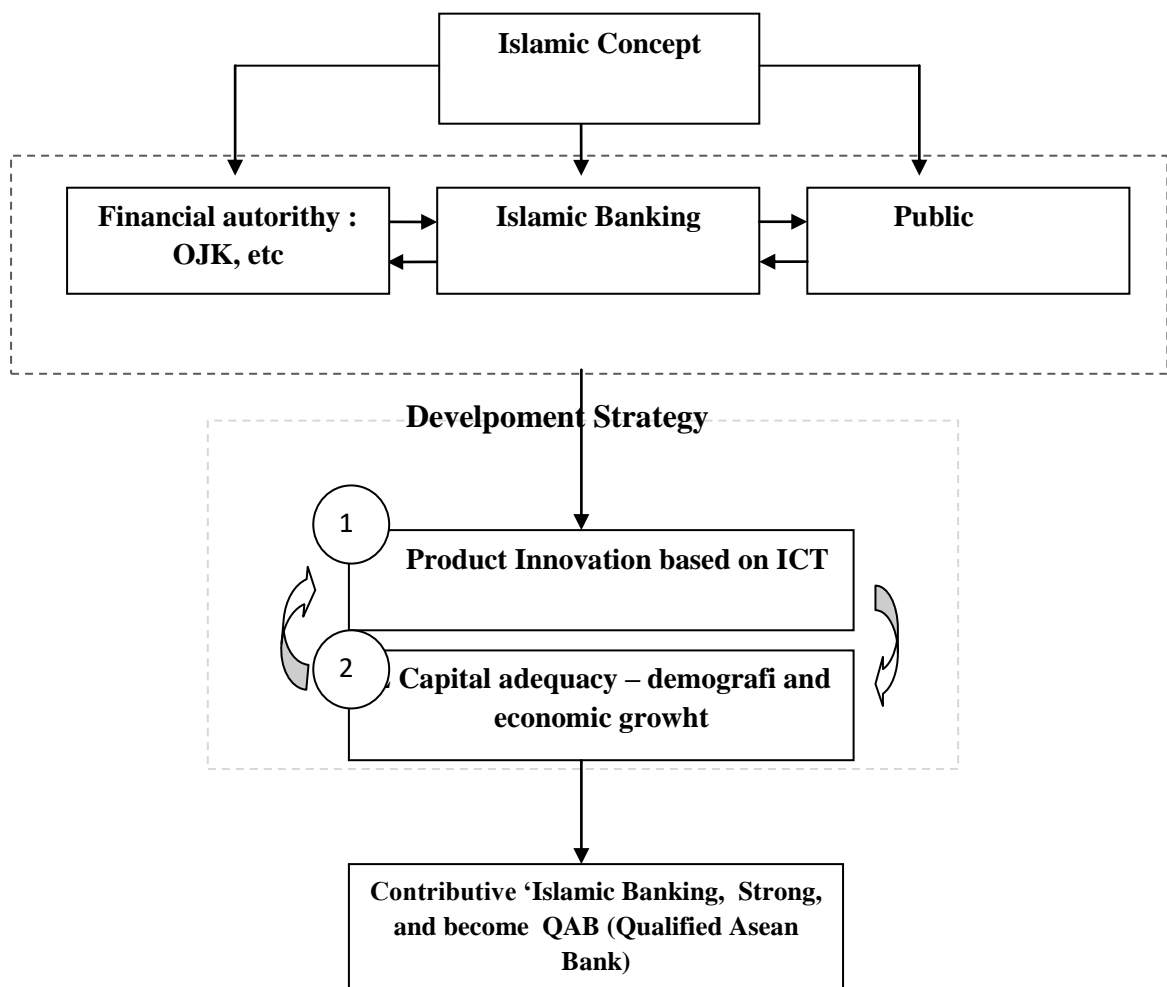 Islamic Concept
Financial autorithy :
OJK, etc
Islamic Banking
Public
Develpoment Strategy
1
Product Innovation based on ICT
2
Capital adequacy – demografi and
economic growht
Contributive ‘Islamic Banking, Strong,
and become QAB (Qualified Asean
Bank)